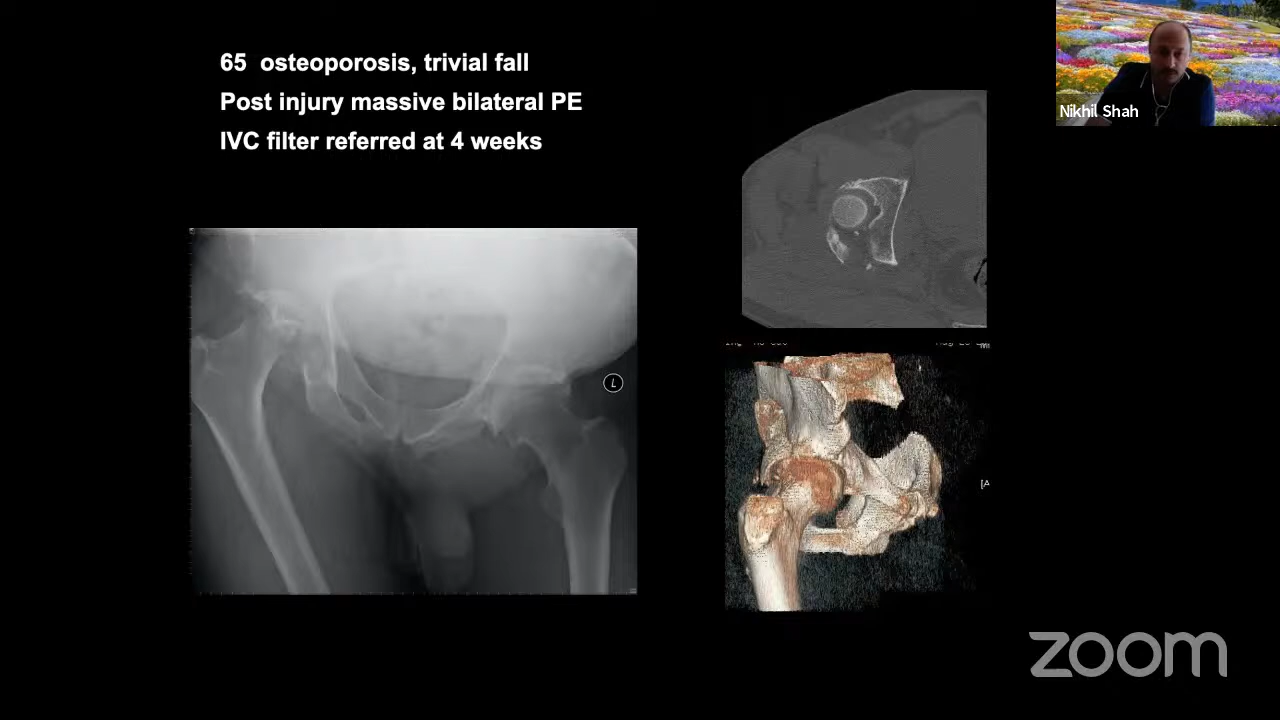 65 osteoporosis, trivial fall
Post injury massive bilateral PE
IVC filter referred at 4 weeks
Nikhil Shah
L
[A
zoom